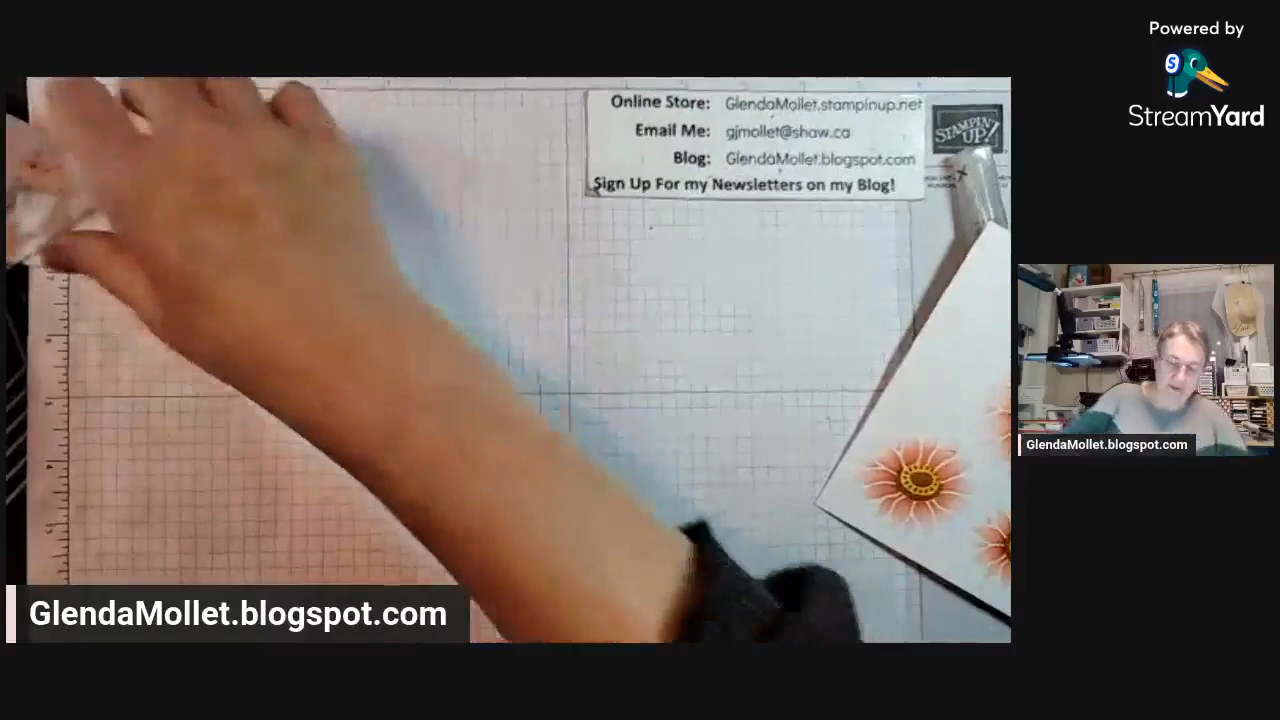 Powered by
StreamYard
Online Store: GlendaMollet.stampinup.net
Email Me: gjmollet@shaw.ca
Blog: GlendaMollet.blogspot.com
Sign Up For my Newsletters on my Blog!
STAMPIN' UP!
GlendaMollet.blogspot.com
GlendaMollet.blogspot.com